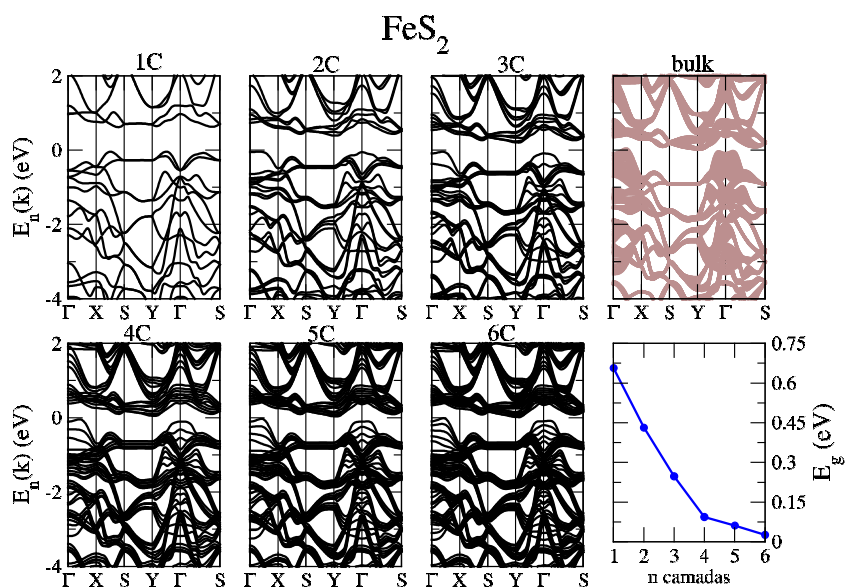 FeS₂
1C 2C 3C bulk
2
0
-2
-4
Eₙ(k) (eV)
Γ X S Y Γ S Γ X S Y Γ S Γ X S Y Γ S Γ X S Y Γ S
4C 5C 6C
2
0
-2
-4
Eₙ(k) (eV)
Γ X S Y Γ S Γ X S Y Γ S Γ X S Y Γ S
0.75
0.6
0.45
0.3
0.15
0
E_g (eV)
1 2 3 4 5 6
n camadas